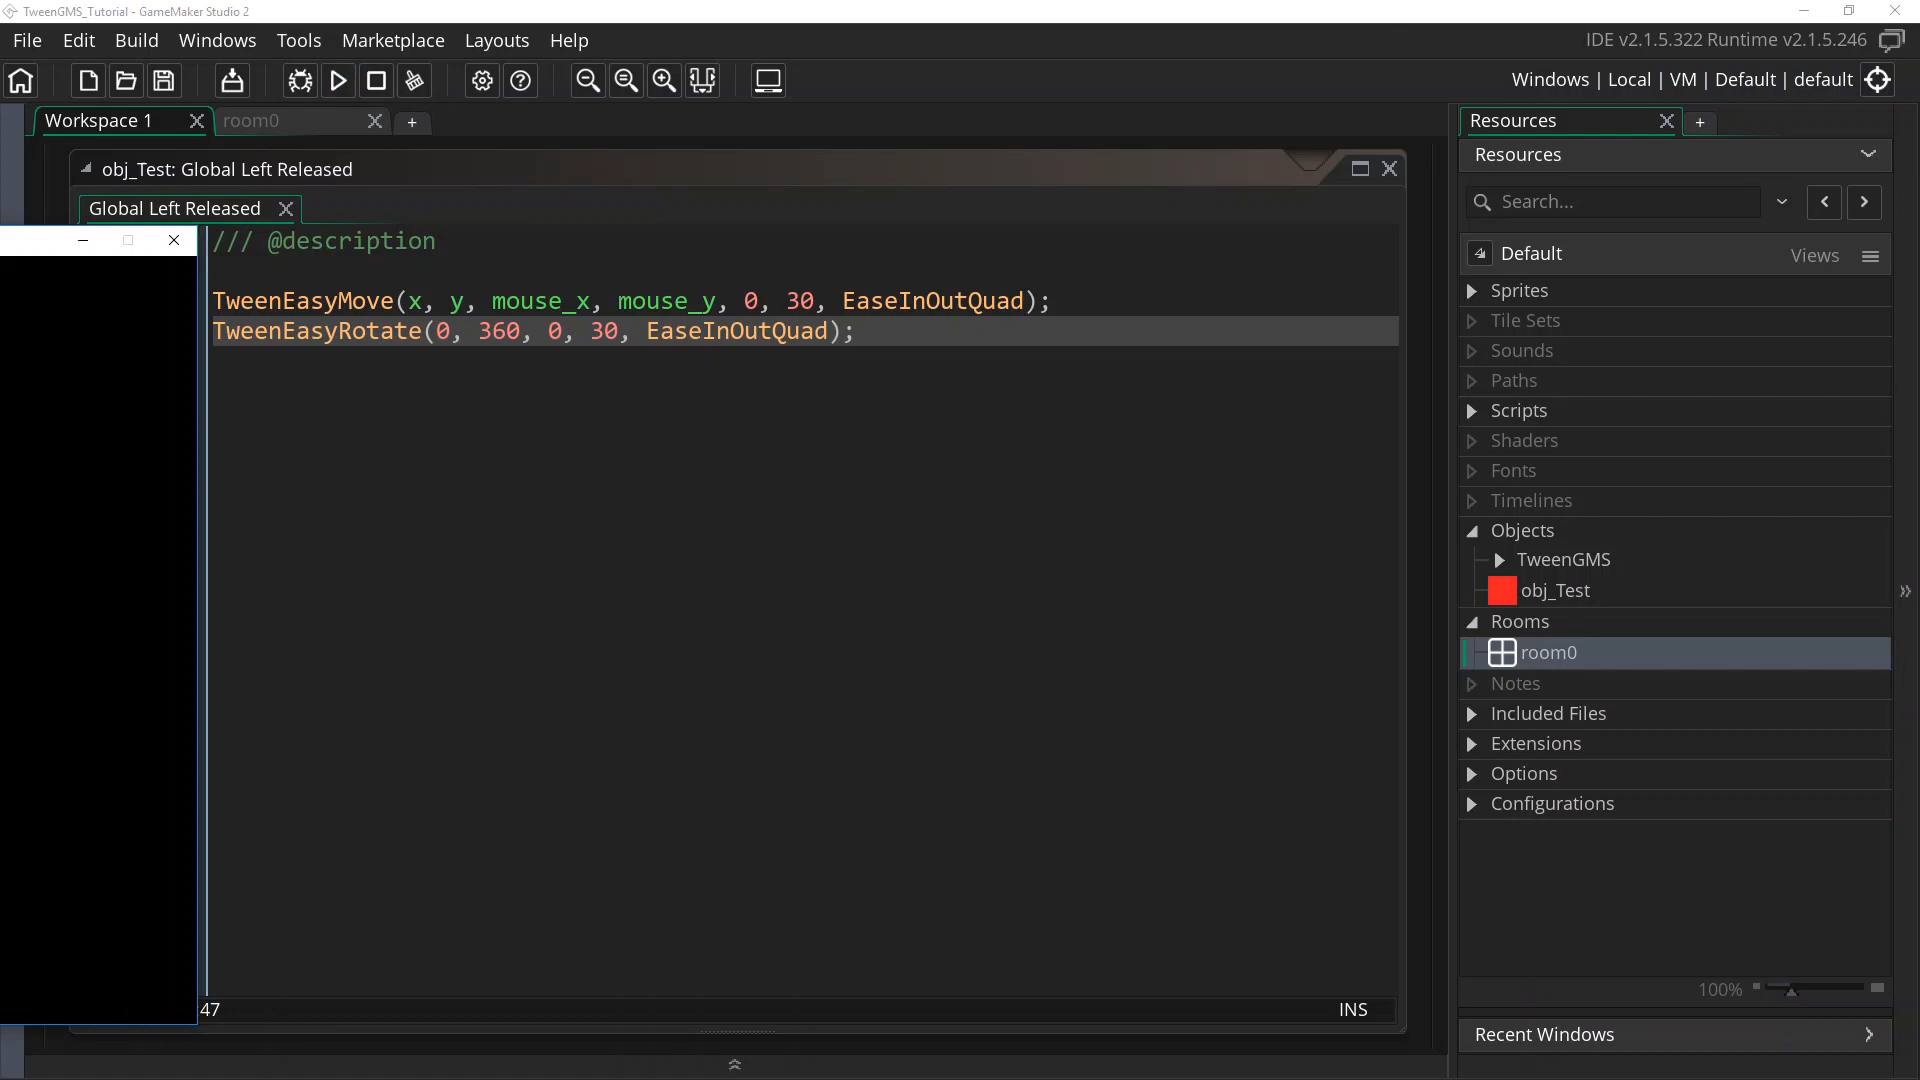 TweenGMS_Tutorial - GameMaker Studio 2
File Edit Build Windows Tools Marketplace Layouts Help
IDE v2.1.5.322 Runtime v2.1.5.246
Windows | Local | VM | Default | default
Workspace 1
room0
+
Resources
+
obj_Test: Global Left Released
Resources
Global Left Released
Search...
/// @description
Default
Views
TweenEasyMove(x, y, mouse_x, mouse_y, 0, 30, EaseInOutQuad);
TweenEasyRotate(0, 360, 0, 30, EaseInOutQuad);
Sprites
Tile Sets
Sounds
Paths
Scripts
Shaders
Fonts
Timelines
Objects
TweenGMS
obj_Test
Rooms
room0
Notes
Included Files
Extensions
Options
Configurations
100%
47
INS
Recent Windows